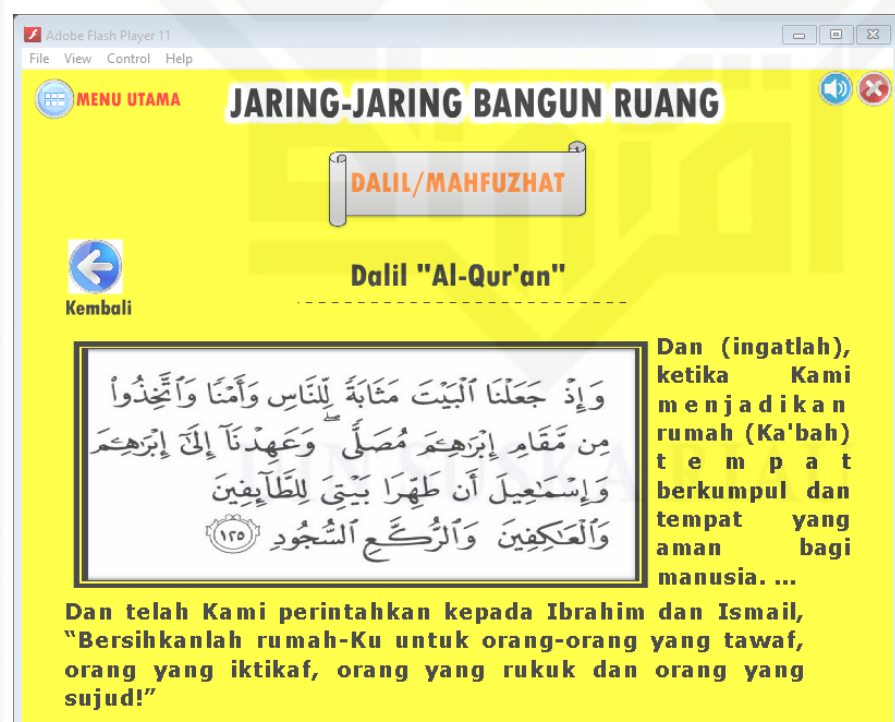 Adobe Flash Player 11
File View Control Help
MENU UTAMA
JARING-JARING BANGUN RUANG
DALIL/MAHFUZHAT
Kembali
Dalil "Al-Qur'an"
وَإِذْ جَعَلْنَا ٱلْبَيْتَ مَثَابَةً لِّلنَّاسِ وَأَمْنًا وَٱتَّخِذُوا۟
مِن مَّقَامِ إِبْرَٰهِـۧمَ مُصَلًّى ۖ وَعَهِدْنَآ إِلَىٰٓ إِبْرَٰهِـۧمَ
وَإِسْمَـٰعِيلَ أَن طَهِّرَا بَيْتِىَ لِلطَّآئِفِينَ
وَٱلْعَـٰكِفِينَ وَٱلرُّكَّعِ ٱلسُّجُودِ ١٢٥
Dan (ingatlah),
ketika Kami
menjadikan
rumah (Ka'bah)
tempat
berkumpul dan
tempat yang
aman bagi
manusia. ...
Dan telah Kami perintahkan kepada Ibrahim dan Ismail,
“Bersihkanlah rumah-Ku untuk orang-orang yang tawaf,
orang yang iktikaf, orang yang rukuk dan orang yang
sujud!”